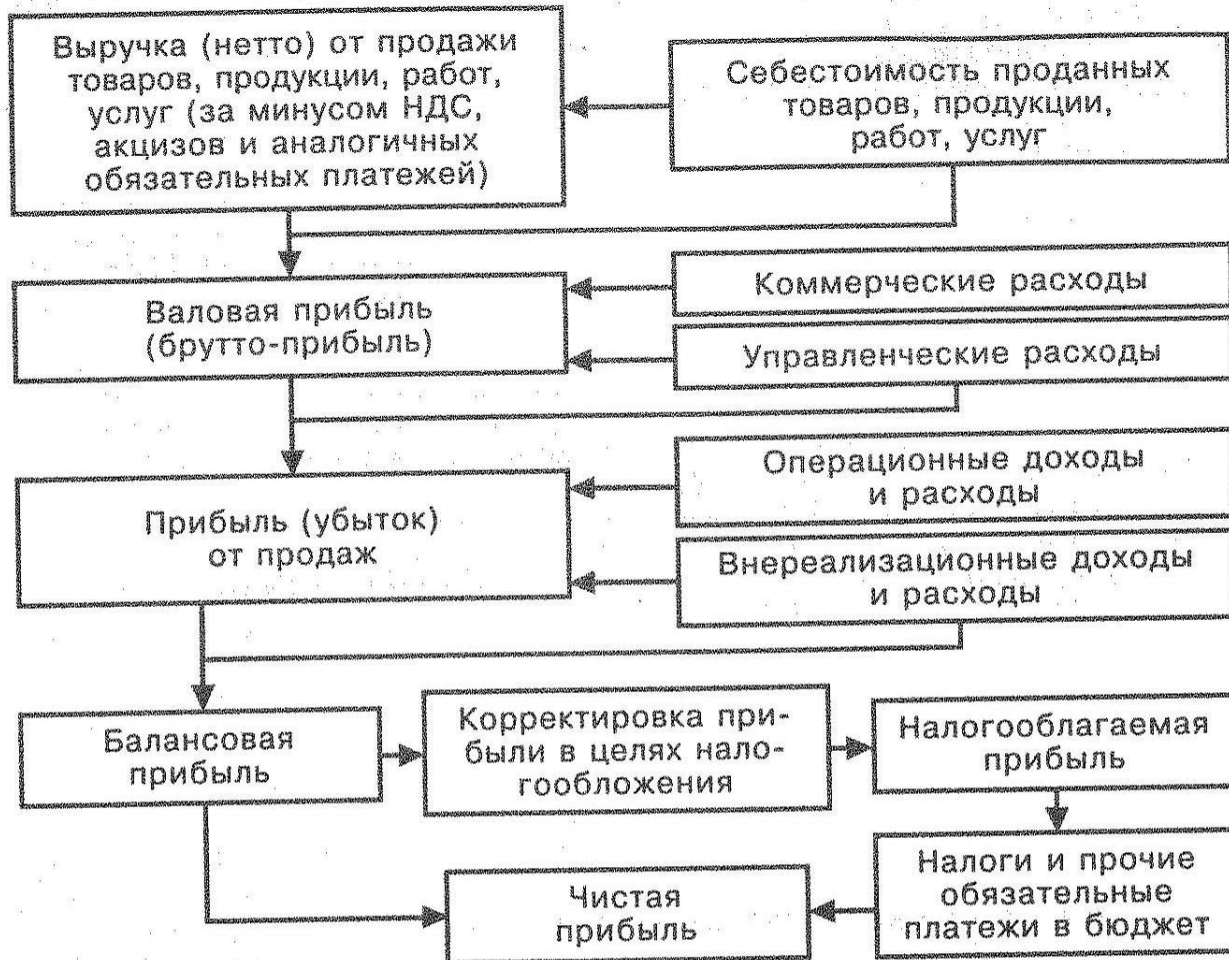 Выручка (нетто) от продажи
товаров, продукции, работ,
услуг (за минусом НДС,
акцизов и аналогичных
обязательных платежей)
Себестоимость проданных
товаров, продукции,
работ, услуг
Валовая прибыль
(брутто-прибыль)
Коммерческие расходы
Управленческие расходы
Прибыль (убыток)
от продаж
Операционные доходы
и расходы
Внереализационные доходы
и расходы
Балансовая
прибыль
Корректировка при-
были в целях нало-
гообложения
Налогооблагаемая
прибыль
Чистая
прибыль
Налоги и прочие
обязательные
платежи в бюджет